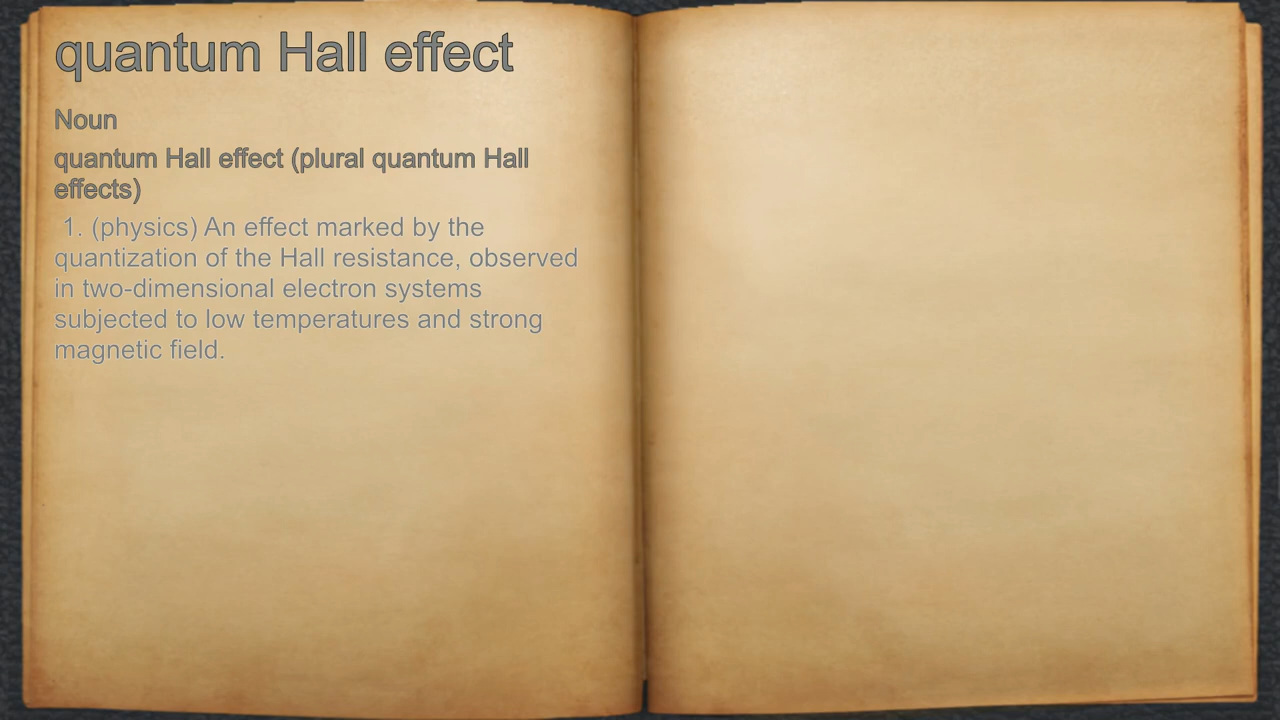 quantum Hall effect
Noun
quantum Hall effect (plural quantum Hall
effects)
1. (physics) An effect marked by the
quantization of the Hall resistance, observed
in two-dimensional electron systems
subjected to low temperatures and strong
magnetic field.